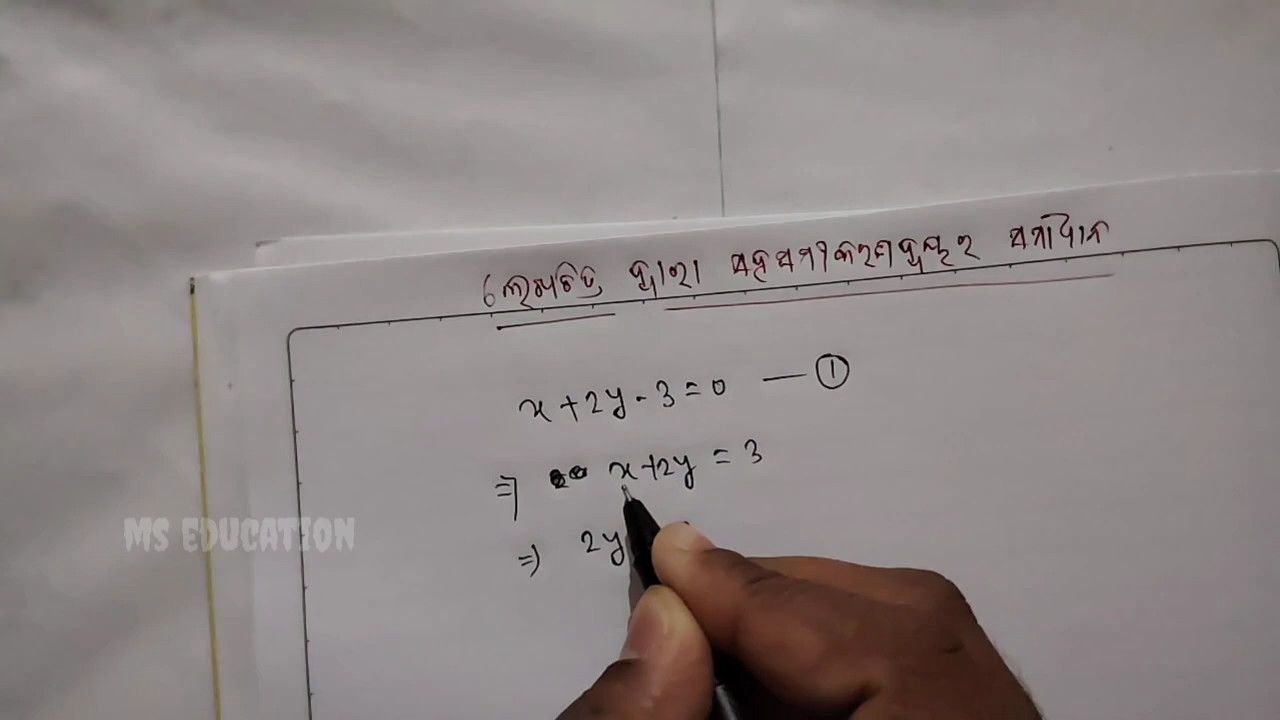 ଲେଖଚିତ୍ର ଦ୍ୱାରା ସହସମୀକରଣଦ୍ୱୟର ସମାଧାନ
x + 2y - 3 = 0 — ①
⇒ x + 2y = 3
⇒ 2y
MS EDUCATION